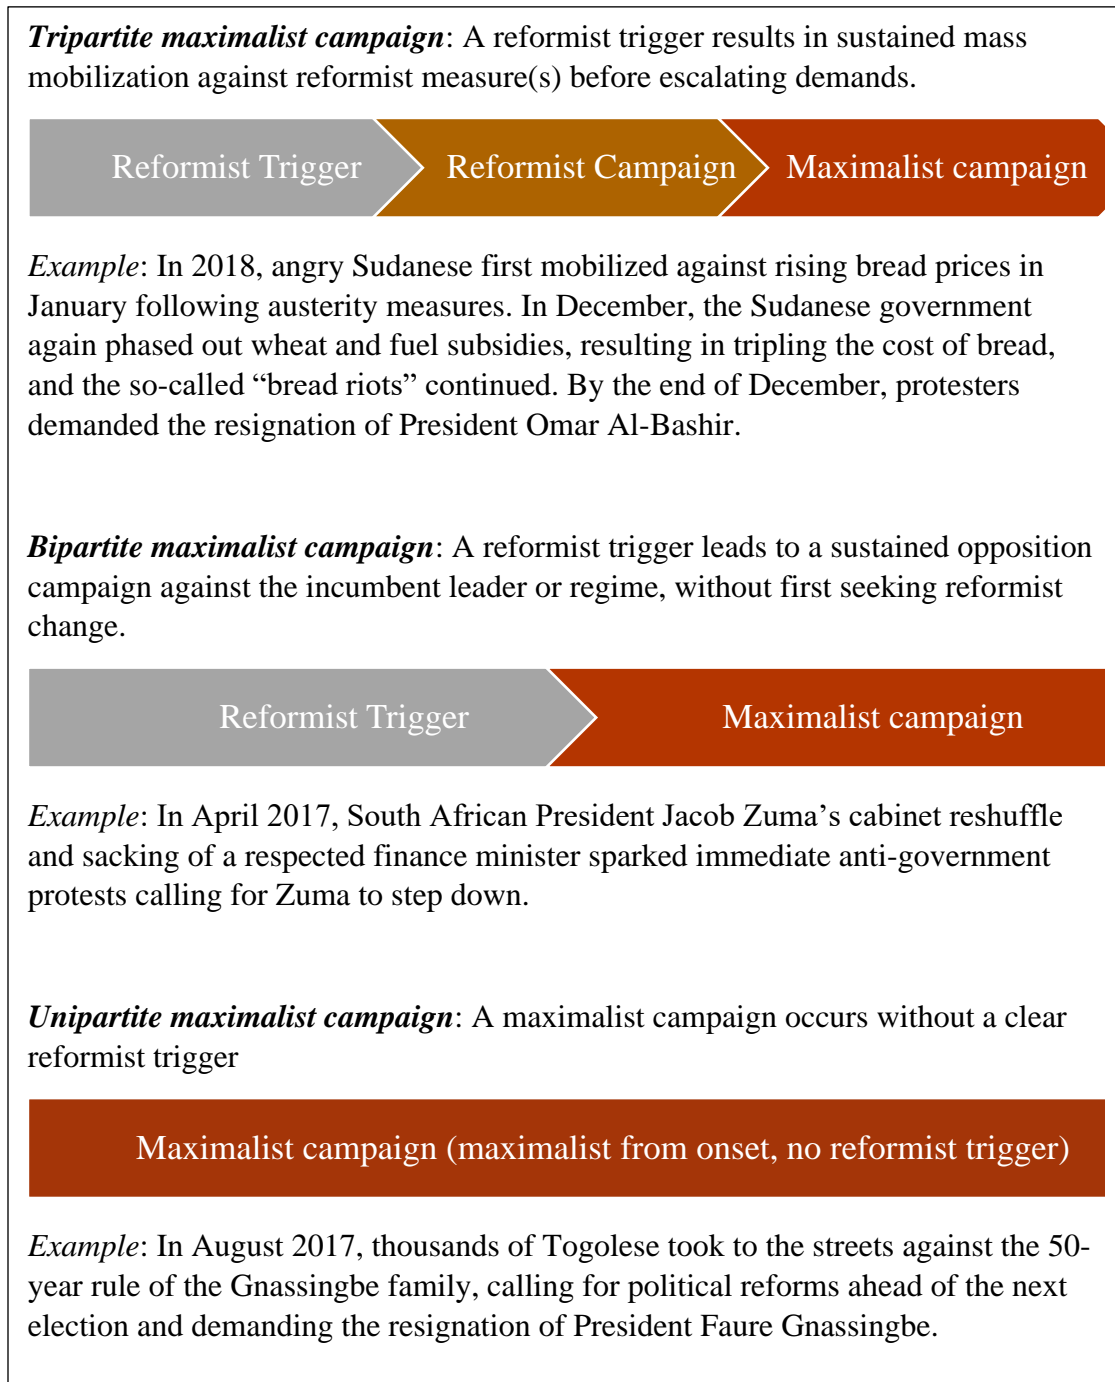 Tripartite maximalist campaign: A reformist trigger results in sustained mass
mobilization against reformist measure(s) before escalating demands.
Reformist Trigger
Reformist Campaign
Maximalist campaign
Example: In 2018, angry Sudanese first mobilized against rising bread prices in
January following austerity measures. In December, the Sudanese government
again phased out wheat and fuel subsidies, resulting in tripling the cost of bread,
and the so-called “bread riots” continued. By the end of December, protesters
demanded the resignation of President Omar Al-Bashir.
Bipartite maximalist campaign: A reformist trigger leads to a sustained opposition
campaign against the incumbent leader or regime, without first seeking reformist
change.
Reformist Trigger
Maximalist campaign
Example: In April 2017, South African President Jacob Zuma’s cabinet reshuffle
and sacking of a respected finance minister sparked immediate anti-government
protests calling for Zuma to step down.
Unipartite maximalist campaign: A maximalist campaign occurs without a clear
reformist trigger
Maximalist campaign (maximalist from onset, no reformist trigger)
Example: In August 2017, thousands of Togolese took to the streets against the 50-
year rule of the Gnassingbe family, calling for political reforms ahead of the next
election and demanding the resignation of President Faure Gnassingbe.